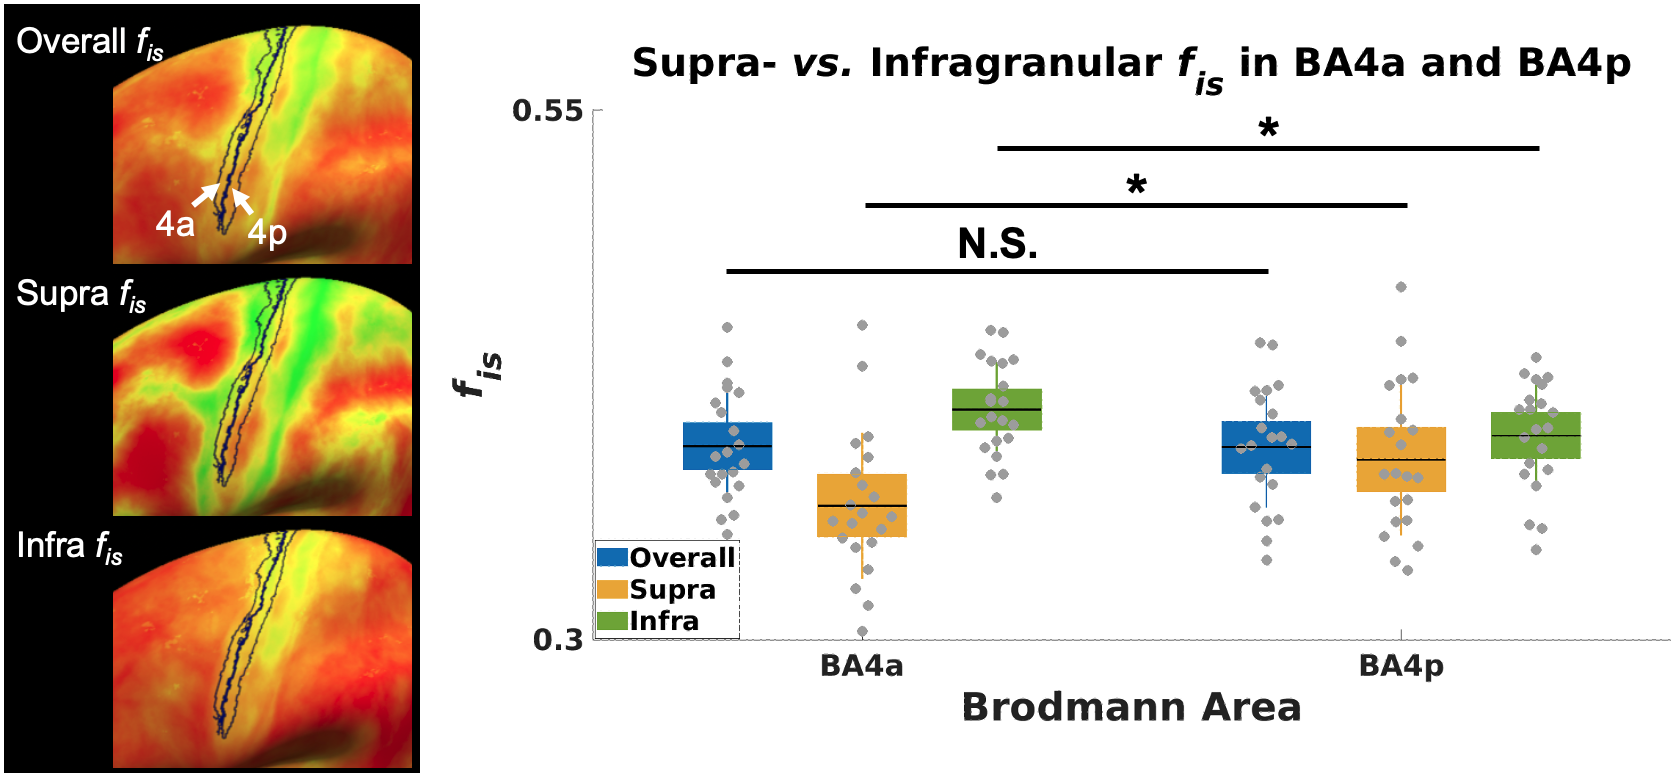 Overall fis
4a
4p
Supra fis
Infra fis
Supra- vs. Infragranular fis in BA4a and BA4p
0.55
*
*
N.S.
fis
Overall
Supra
Infra
0.3
BA4a
BA4p
Brodmann Area